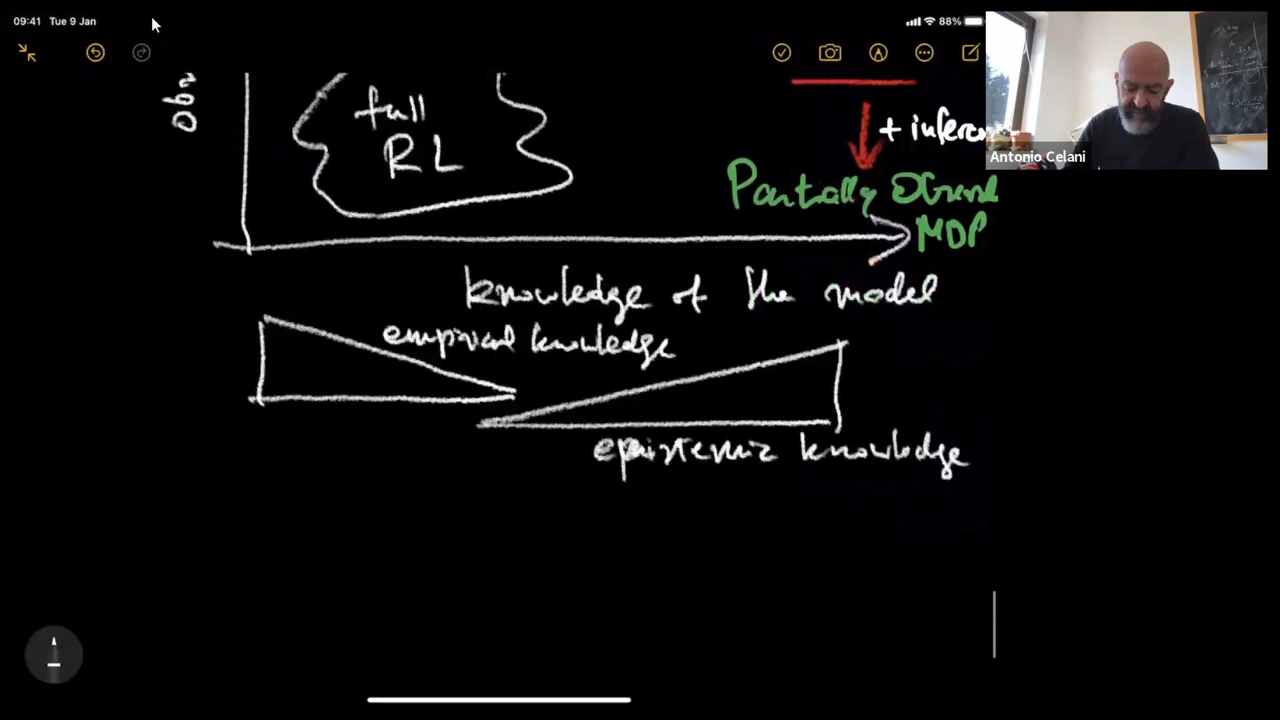 09:41 Tue 9 Jan
88%
Obs
full
RL
+ inferen
Antonio Celani
Partially Observ
MDP
knowledge of the model
empirical knowledge
epistemic knowledge